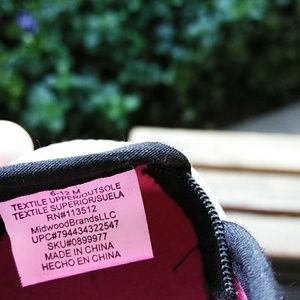 6-12 M
TEXTILE UPPER/OUTSOLE
TEXTILE SUPERIOR/SUELA
RN#113512
MidwoodBrandsLLC
UPC#794434322547
SKU#0899977
MADE IN CHINA
HECHO EN CHINA